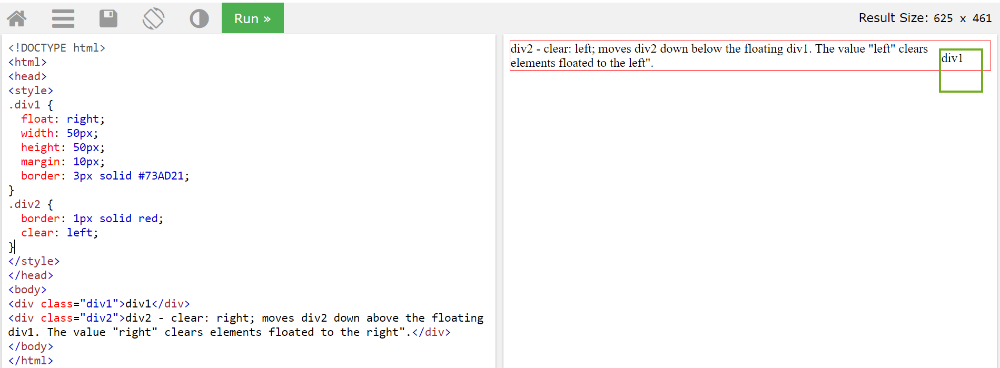 Run »
Result Size: 625 x 461
<!DOCTYPE html>
<html>
<head>
<style>
.div1 {
  float: right;
  width: 50px;
  height: 50px;
  margin: 10px;
  border: 3px solid #73AD21;
}
.div2 {
  border: 1px solid red;
  clear: left;
}
</style>
</head>
<body>
<div class="div1">div1</div>
<div class="div2">div2 - clear: right; moves div2 down above the floating
div1. The value "right" clears elements floated to the right".</div>
</body>
</html>
div2 - clear: left; moves div2 down below the floating div1. The value "left" clears
elements floated to the left".
div1